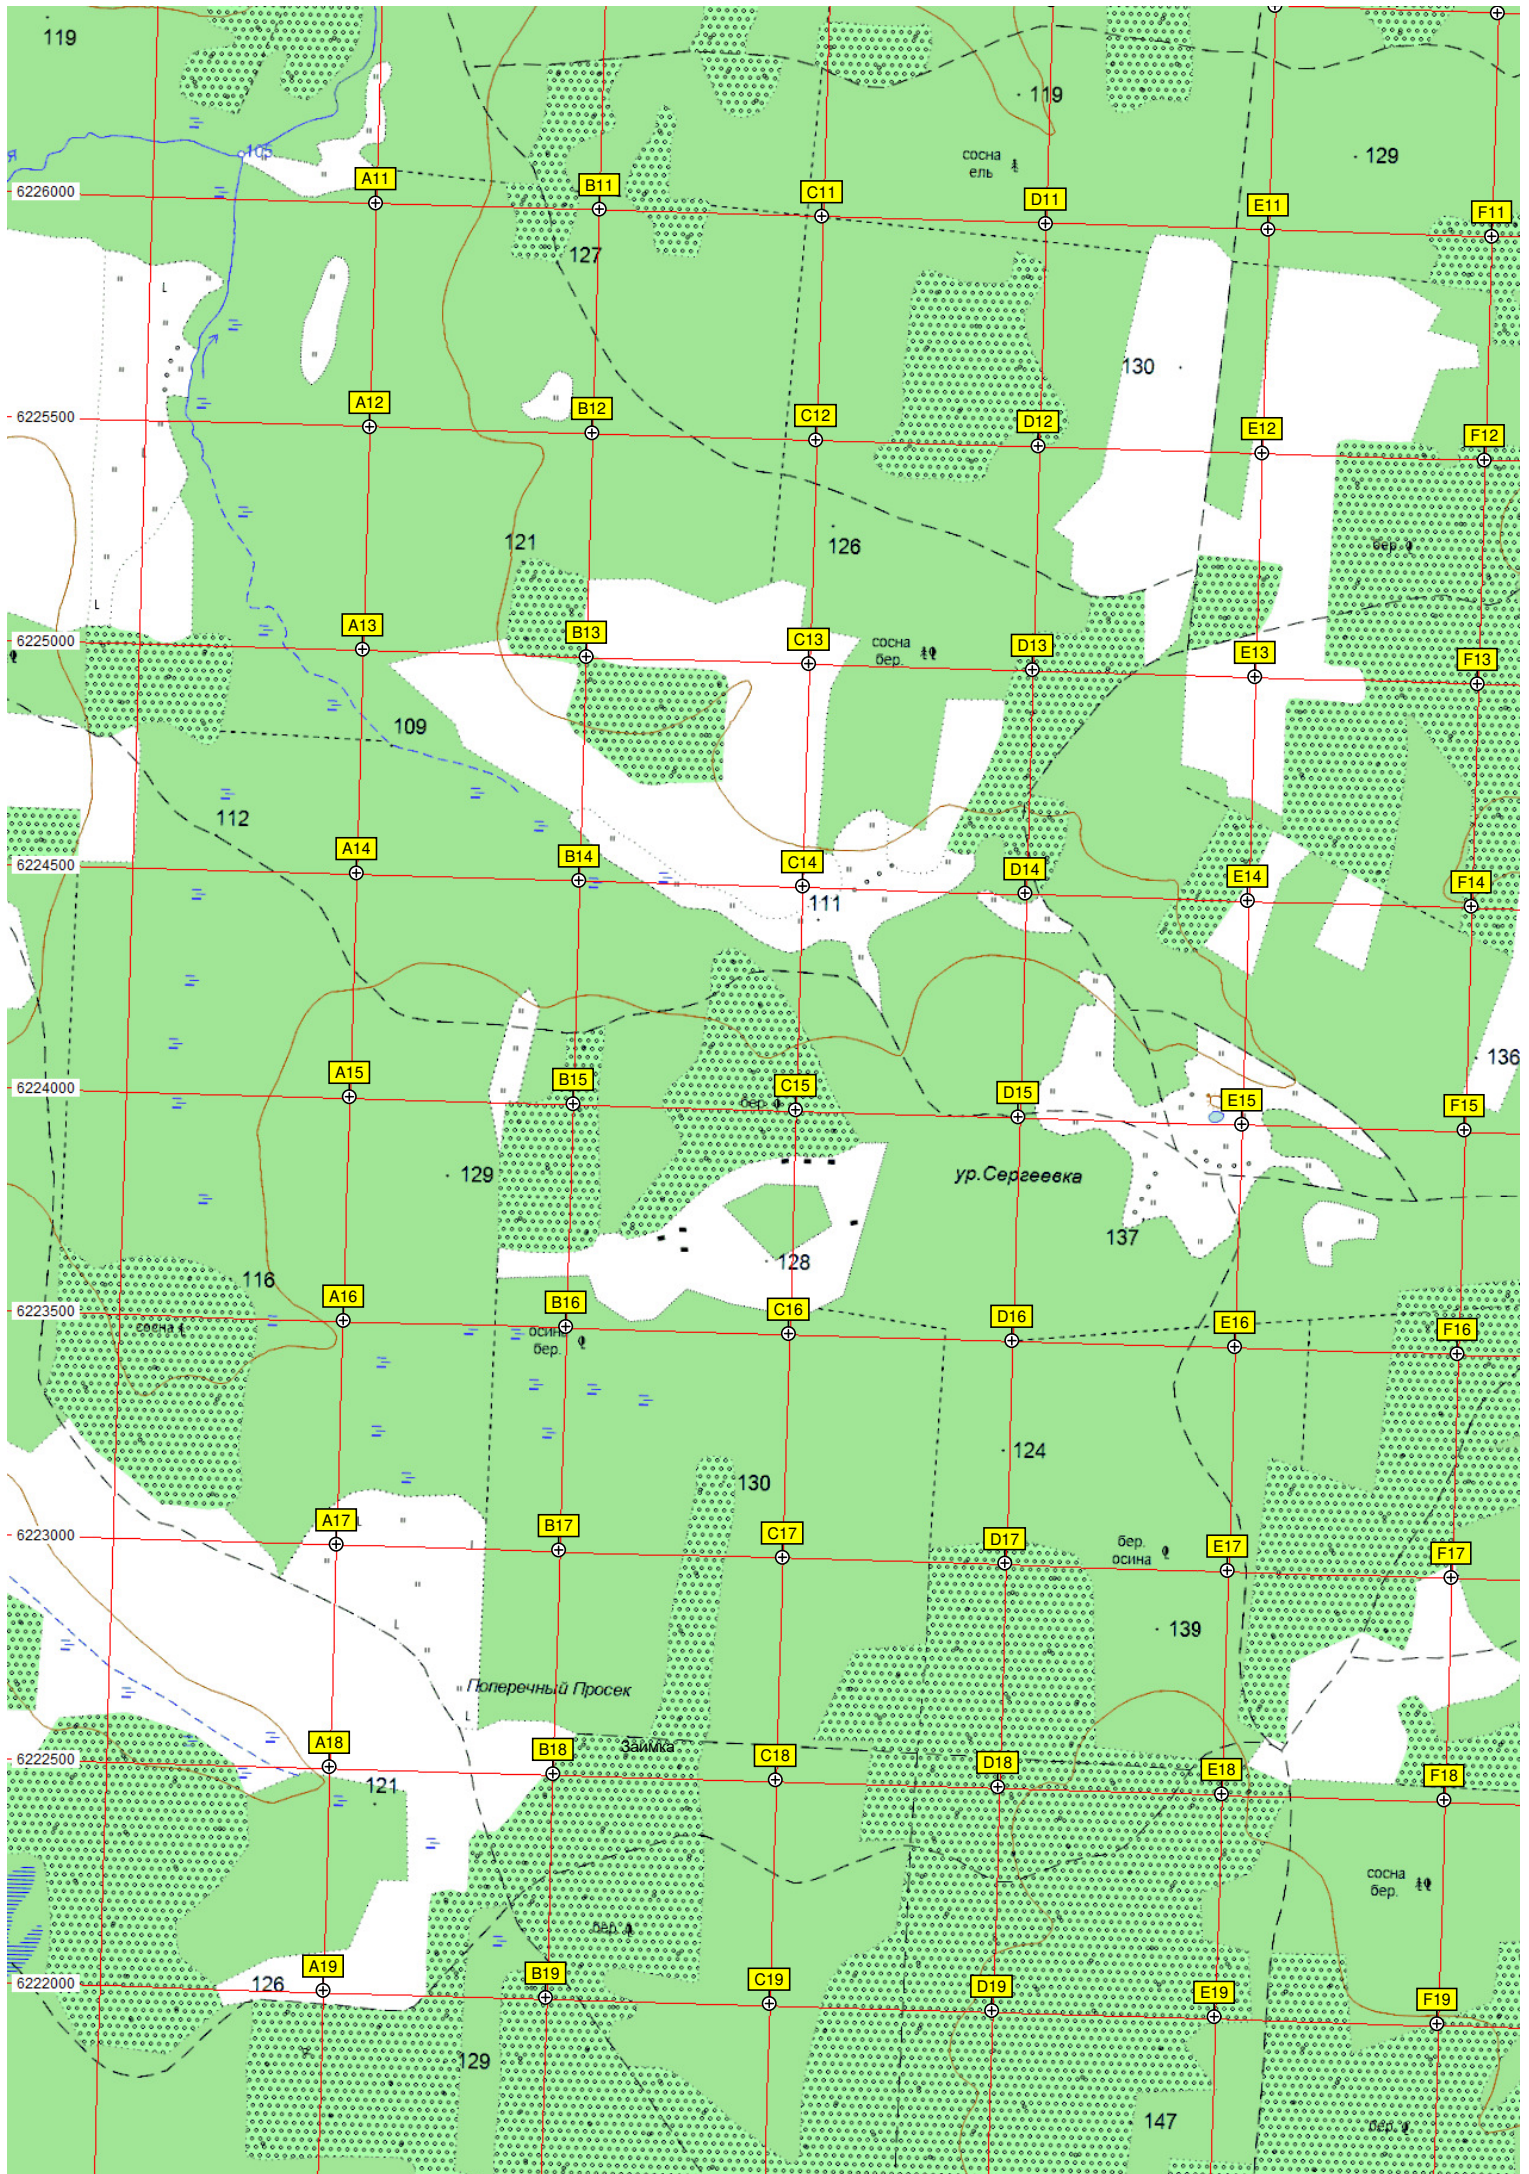 119
119
105
сосна
ель
129
6226000
A11
B11
C11
D11
E11
F11
127
130
6225500
A12
B12
C12
D12
E12
F12
121
126
бер.
6225000
A13
B13
C13
D13
E13
F13
сосна
бер.
109
112
6224500
A14
B14
C14
D14
E14
F14
111
136
6224000
A15
B15
C15
D15
E15
F15
бер.
129
ур.Сергеевка
137
116
128
6223500
A16
B16
C16
D16
E16
F16
сосна
осина
бер.
124
130
6223000
A17
B17
C17
D17
E17
F17
бер.
осина
139
Поперечный Просек
6222500
A18
B18
Заимка
C18
D18
E18
F18
121
сосна
бер.
бер.
6222000
A19
B19
C19
D19
E19
F19
126
129
147
бер.